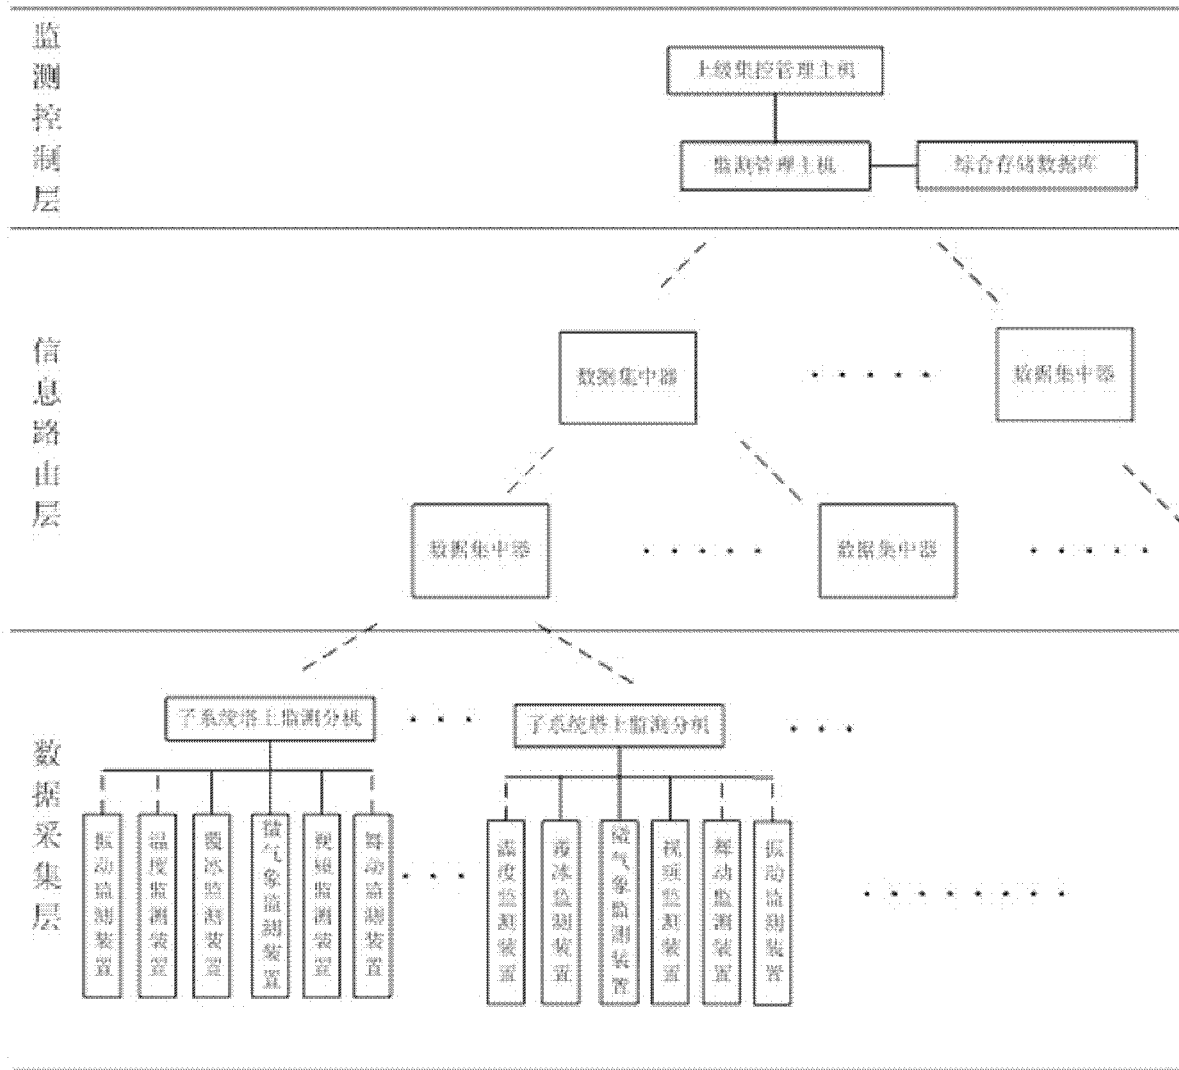 监测控制层
上级集控管理主机
监测管理主机
综合存储数据库
信息路由层
数据集中器
数据集中器
数据集中器
数据集中器
数据采集层
子系统塔上监测分机
子系统塔上监测分机
振动监测装置
温度监测装置
覆冰监测装置
微气象监测装置
视频监测装置
舞动监测装置
温度监测装置
覆冰监测装置
微气象监测装置
视频监测装置
舞动监测装置
振动监测装置